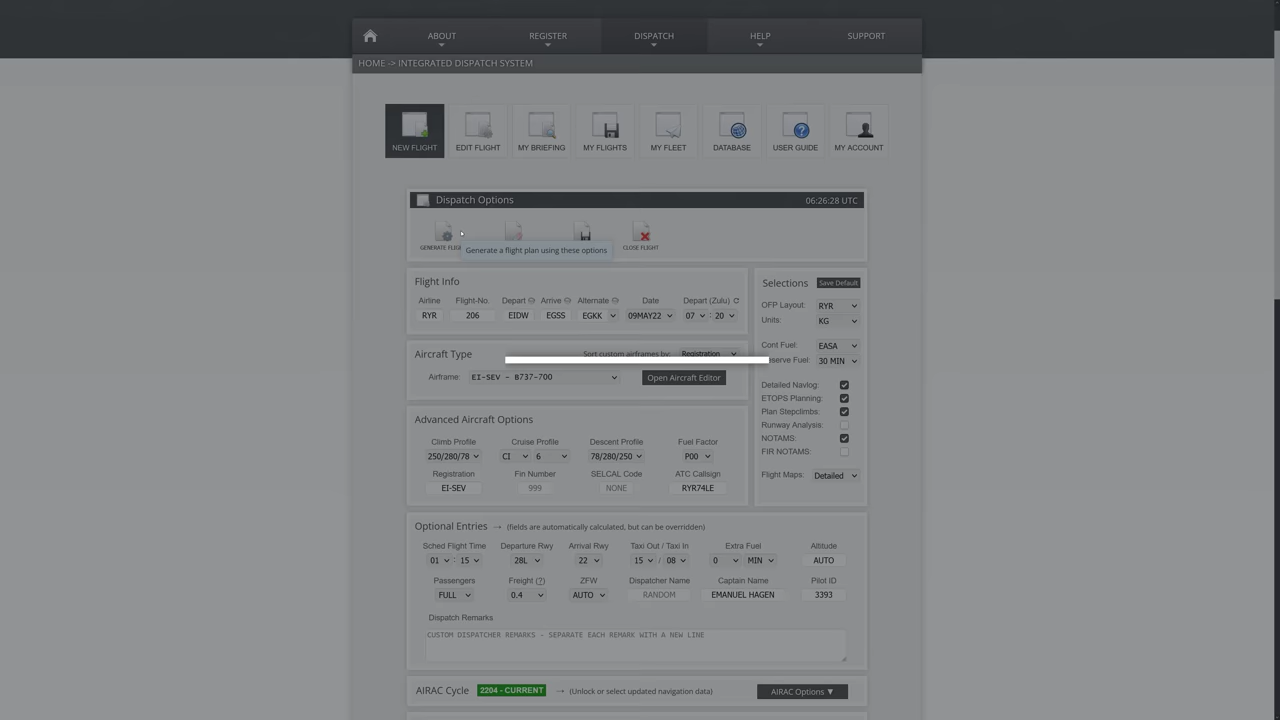 ABOUT REGISTER DISPATCH HELP SUPPORT
HOME -> INTEGRATED DISPATCH SYSTEM
NEW FLIGHT EDIT FLIGHT MY BRIEFING MY FLIGHTS MY FLEET DATABASE USER GUIDE MY ACCOUNT
Dispatch Options 06:26:28 UTC
GENERATE CLOSE FLIGHT
Generate a flight plan using these options
Flight Info
Airline Flight-No. Depart Arrive Alternate Date Depart (Zulu)
RYR 206 EIDW EGSS EGKK 09MAY22 07 : 20
Selections Save Default
OFP Layout: RYR
Units: KG
Cont Fuel: EASA
30 MIN
Detailed Navlog:
ETOPS Planning:
Plan Stepclimbs:
Runway Analysis:
NOTAMS:
FIR NOTAMS:
Flight Maps: Detailed
Aircraft Type Sort custom airframes by: Registration
Airframe: EI-SEV - B737-700 Open Aircraft Editor
Advanced Aircraft Options
Climb Profile Cruise Profile Descent Profile Fuel Factor
250/280/78 CI 6 78/280/250 P00
Registration Fin Number SELCAL Code ATC Callsign
EI-SEV 999 NONE RYR74LE
Optional Entries → (fields are automatically calculated, but can be overridden)
Sched Flight Time Departure Rwy Arrival Rwy Taxi Out / Taxi In Extra Fuel Altitude
01 : 15 28L 22 15 / 08 0 MIN AUTO
Passengers Freight (?) ZFW Dispatcher Name Captain Name Pilot ID
FULL 0.4 AUTO RANDOM EMANUEL HAGEN 3393
Dispatch Remarks
CUSTOM DISPATCHER REMARKS - SEPARATE EACH REMARK WITH A NEW LINE
AIRAC Cycle 2204 - CURRENT → (Unlock or select updated navigation data) AIRAC Options ▼